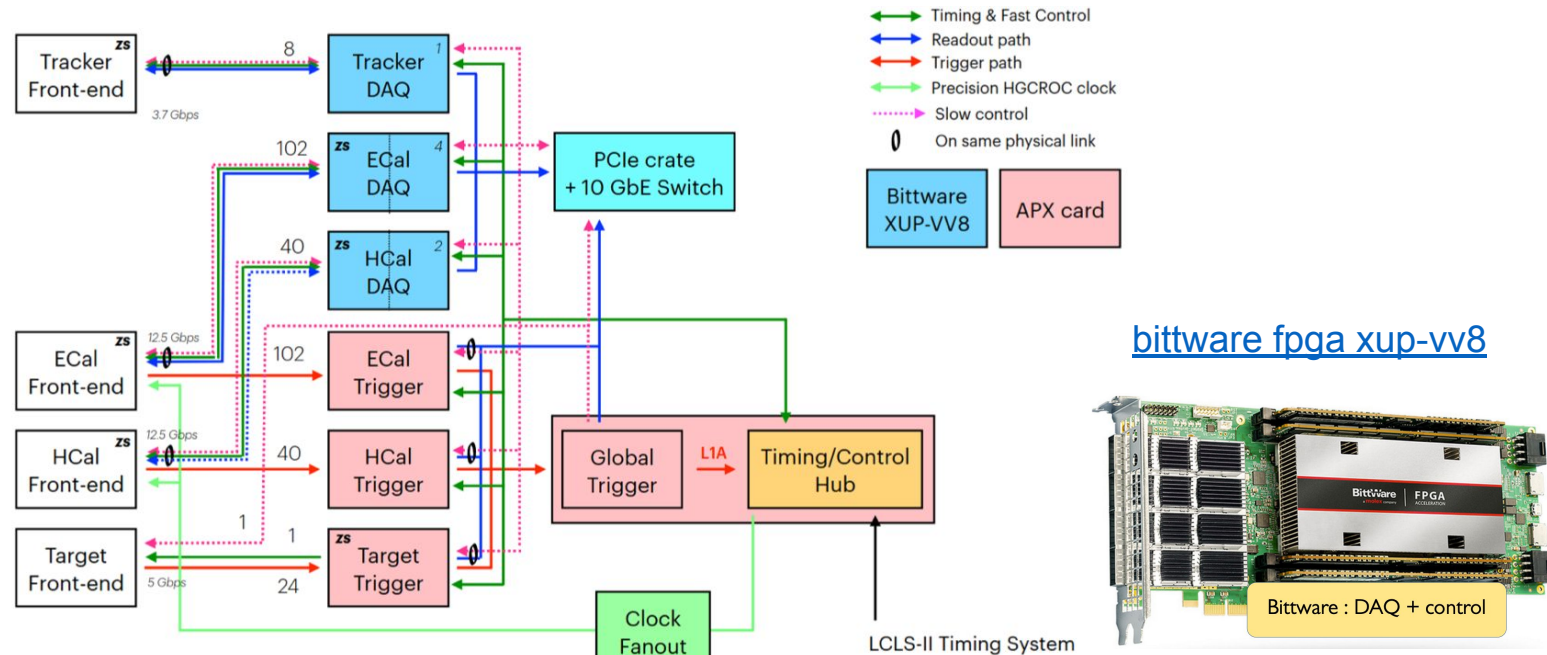 zs
Tracker
Front-end
8
3.7 Gbps
1
Tracker
DAQ
102
zs
4
ECal
DAQ
PCIe crate
+ 10 GbE Switch
40
zs
2
HCal
DAQ
zs
ECal
Front-end
12.5 Gbps
102
ECal
Trigger
zs
HCal
Front-end
12.5 Gbps
40
HCal
Trigger
Global
Trigger
L1A
Timing/Control
Hub
Target
Front-end
1
1
5 Gbps
24
zs
Target
Trigger
Clock
Fanout
LCLS-II Timing System
Timing & Fast Control
Readout path
Trigger path
Precision HGCROC clock
Slow control
On same physical link
Bittware
XUP-VV8
APX card
bittware fpga xup-vv8
BittWare
FPGA
ACCELERATION
Bittware : DAQ + control